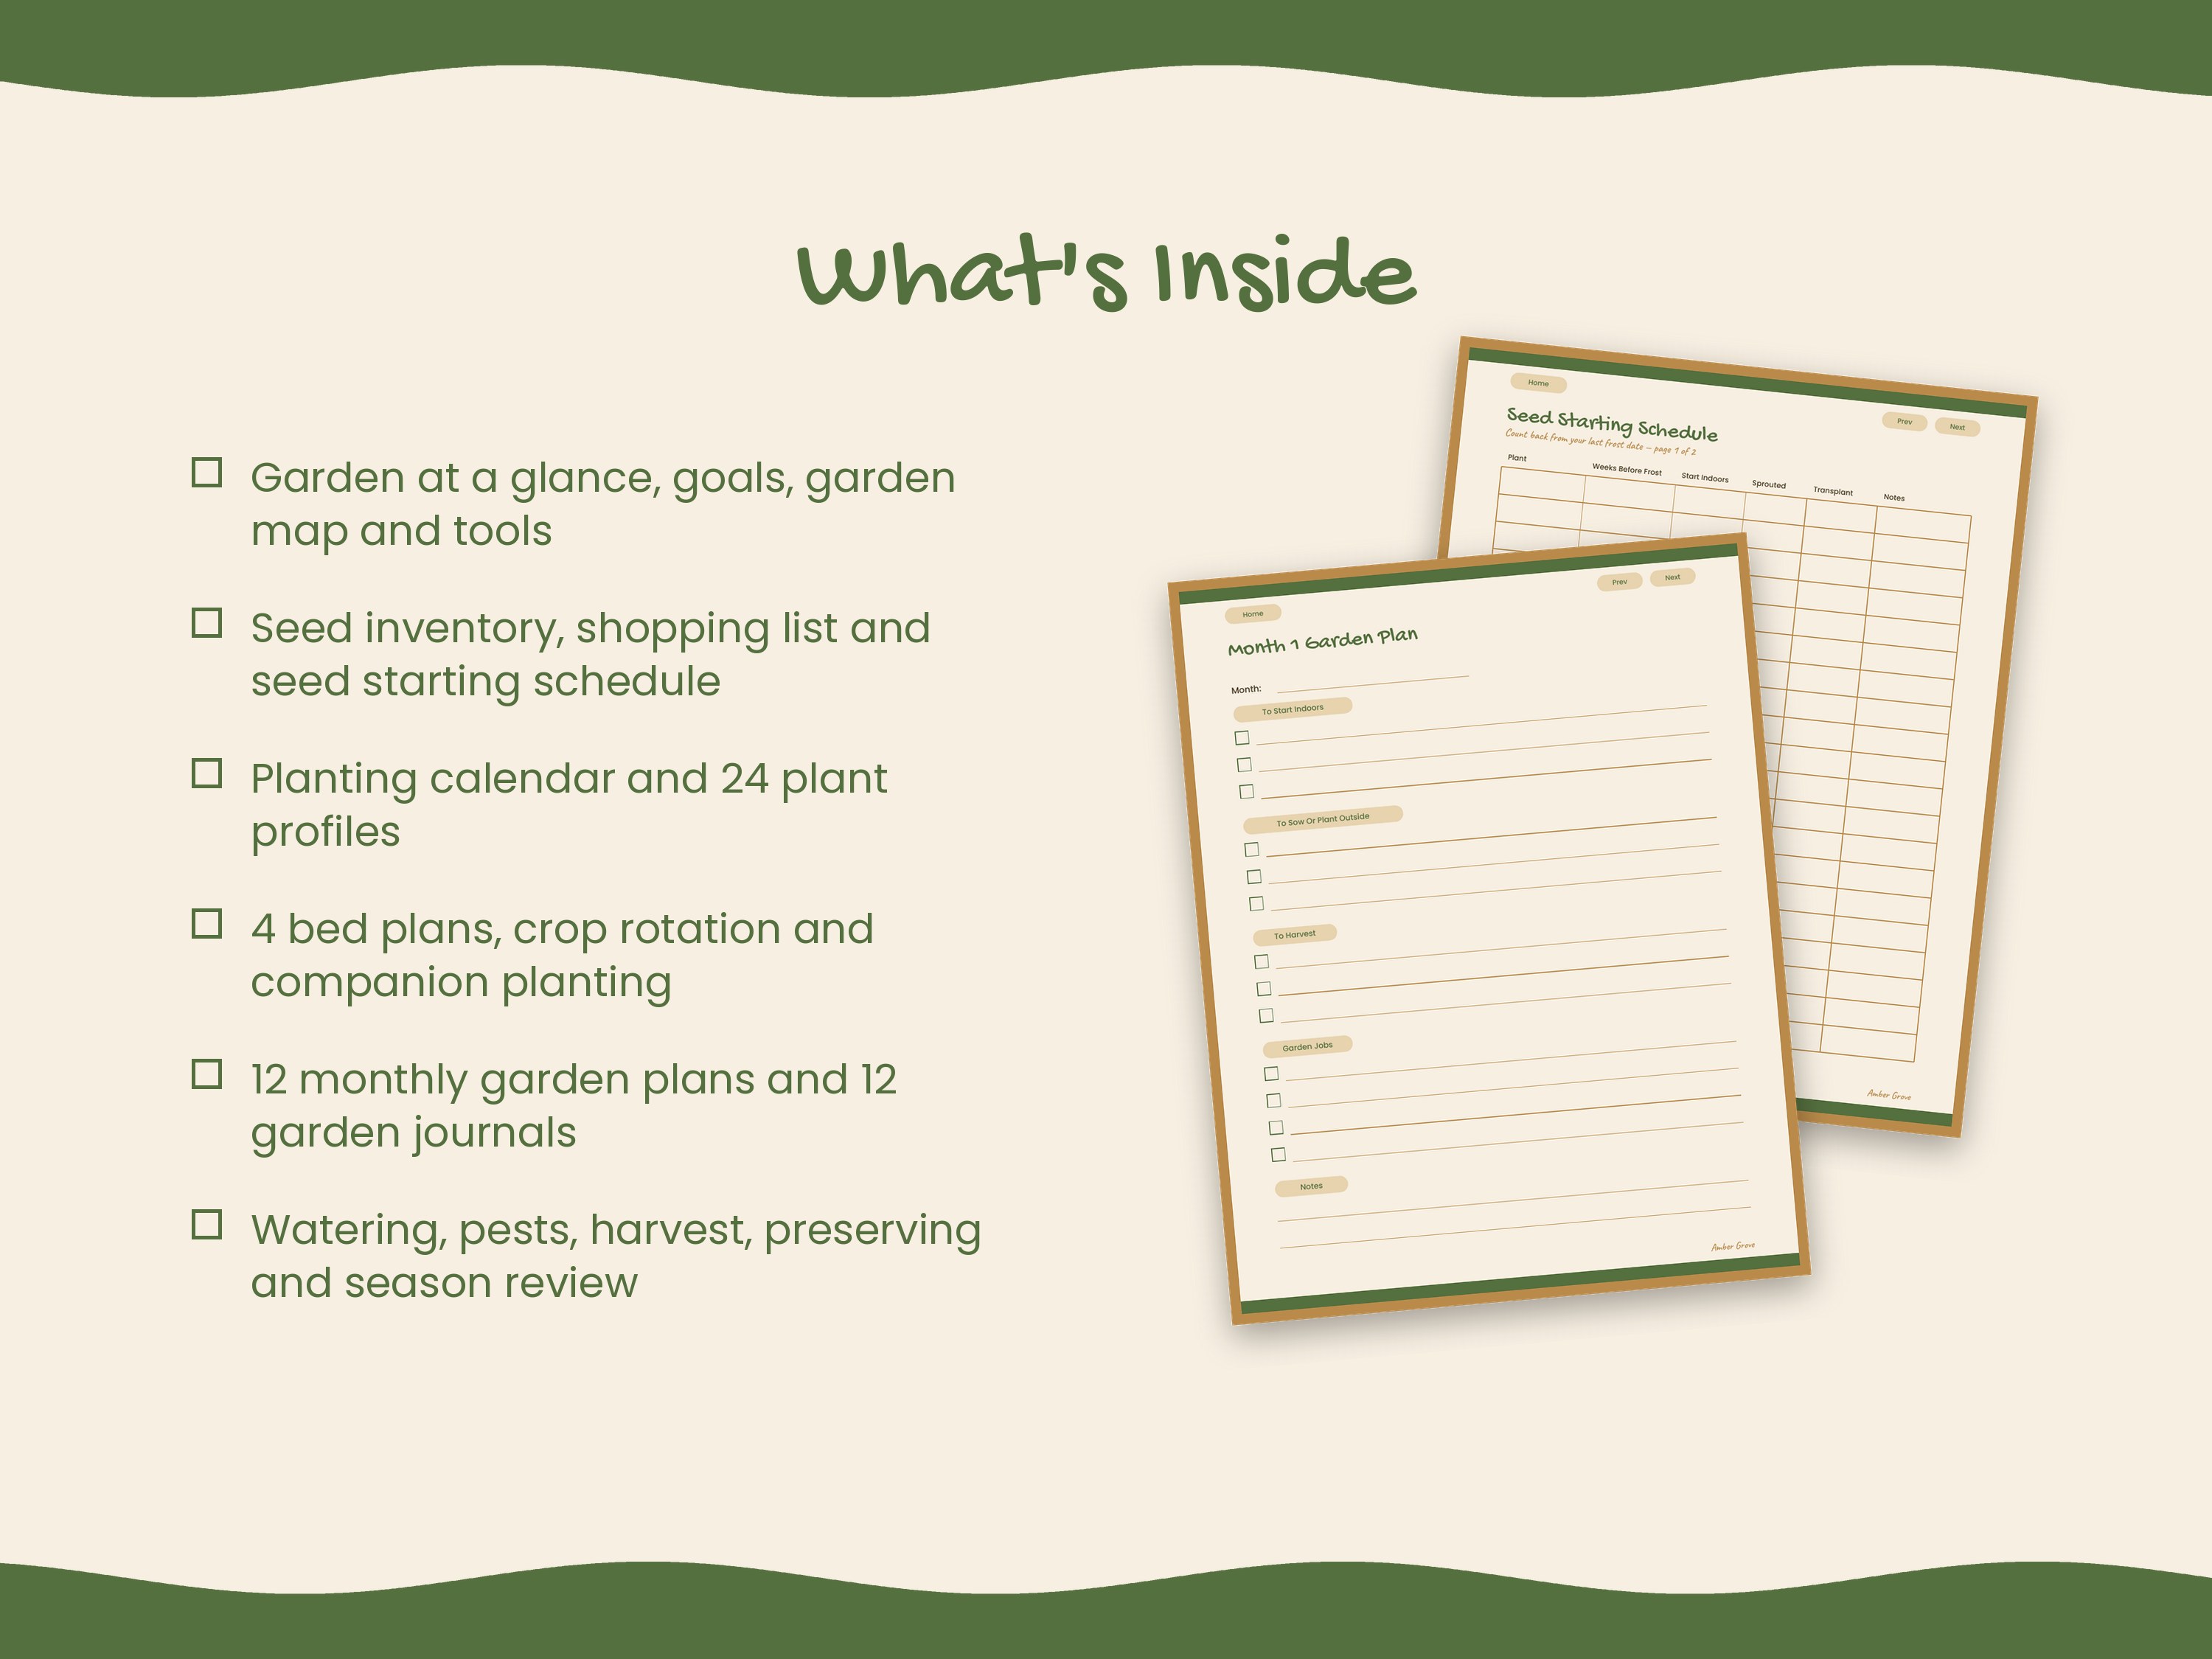 What's Inside
Garden at a glance, goals, garden
map and tools
Seed inventory, shopping list and
seed starting schedule
Planting calendar and 24 plant
profiles
4 bed plans, crop rotation and
companion planting
12 monthly garden plans and 12
garden journals
Watering, pests, harvest, preserving
and season review
Home
Prev Next
Seed Starting Schedule
Count back from your last frost date – page 1 of 2
Plant Weeks Before Frost Start Indoors Sprouted Transplant Notes
Amber Grove
Home
Prev Next
Month 1 Garden Plan
Month:
To Start Indoors
To Sow Or Plant Outside
To Harvest
Garden Jobs
Notes
Amber Grove